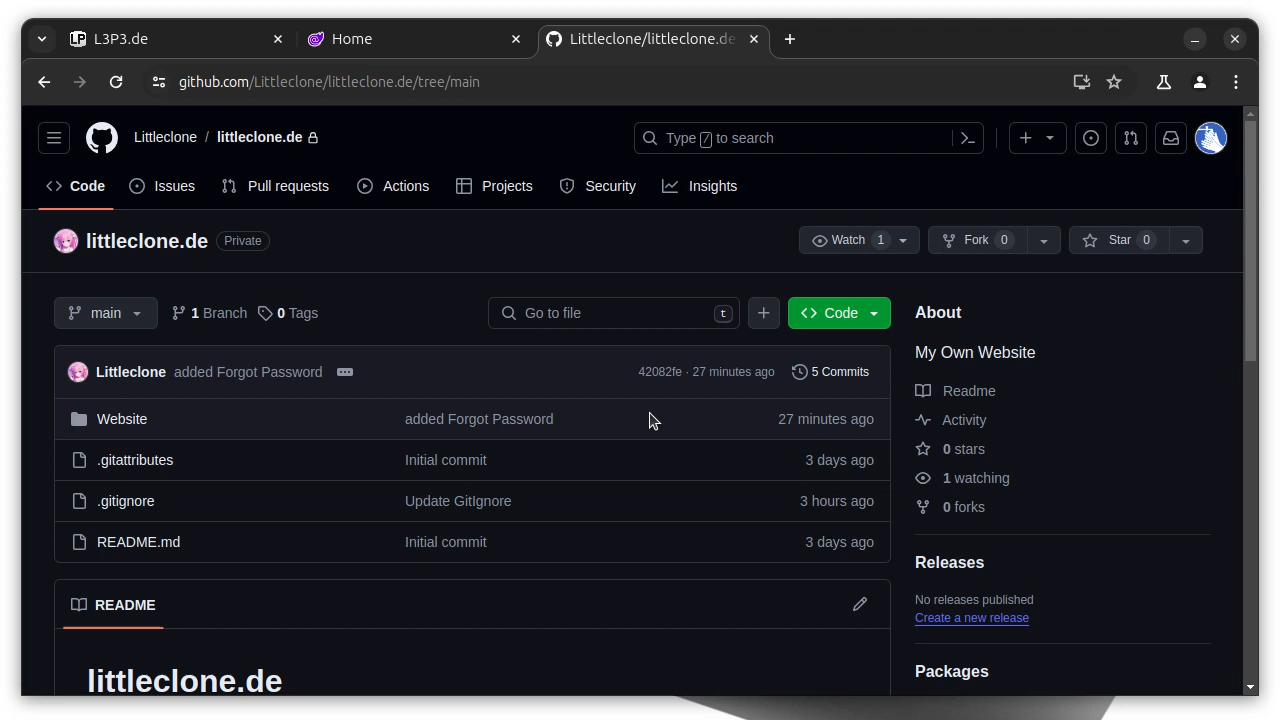 L3P3.de
Home
Littleclone/littleclone.de
github.com/Littleclone/littleclone.de/tree/main
Littleclone / littleclone.de
Type / to search
Code
Issues
Pull requests
Actions
Projects
Security
Insights
littleclone.de Private
Watch 1
Fork 0
Star 0
main
1 Branch
0 Tags
Go to file t
Code
Littleclone added Forgot Password
42082fe · 27 minutes ago
5 Commits
Website added Forgot Password 27 minutes ago
.gitattributes Initial commit 3 days ago
.gitignore Update GitIgnore 3 hours ago
README.md Initial commit 3 days ago
README
littleclone.de
About
My Own Website
Readme
Activity
0 stars
1 watching
0 forks
Releases
No releases published
Create a new release
Packages